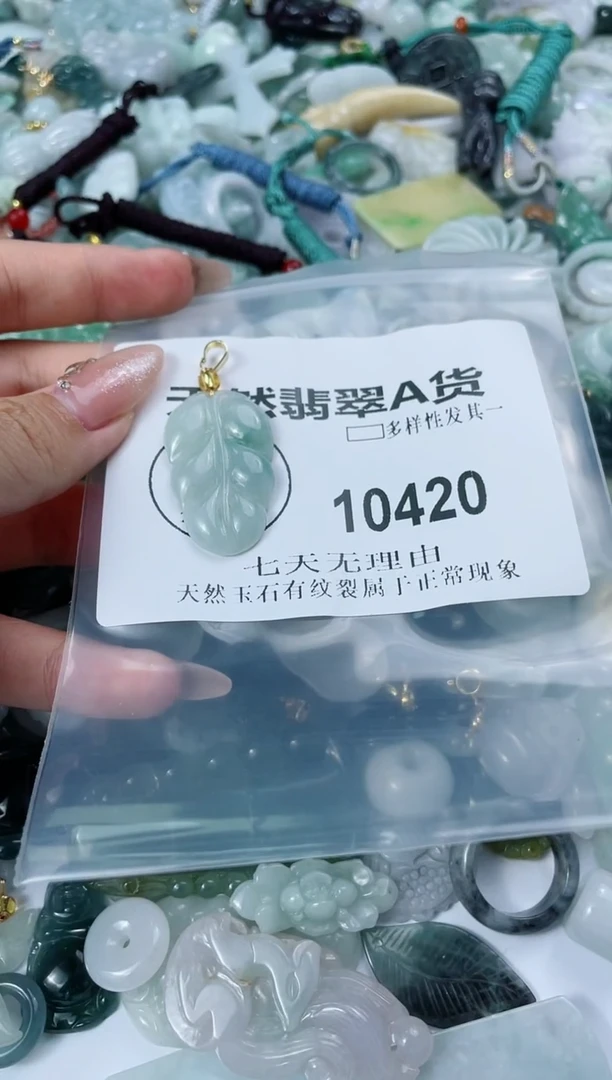 天然翡翠A货
多样性发其一
10420
七天无理由
天然玉石有纹裂属于正常现象